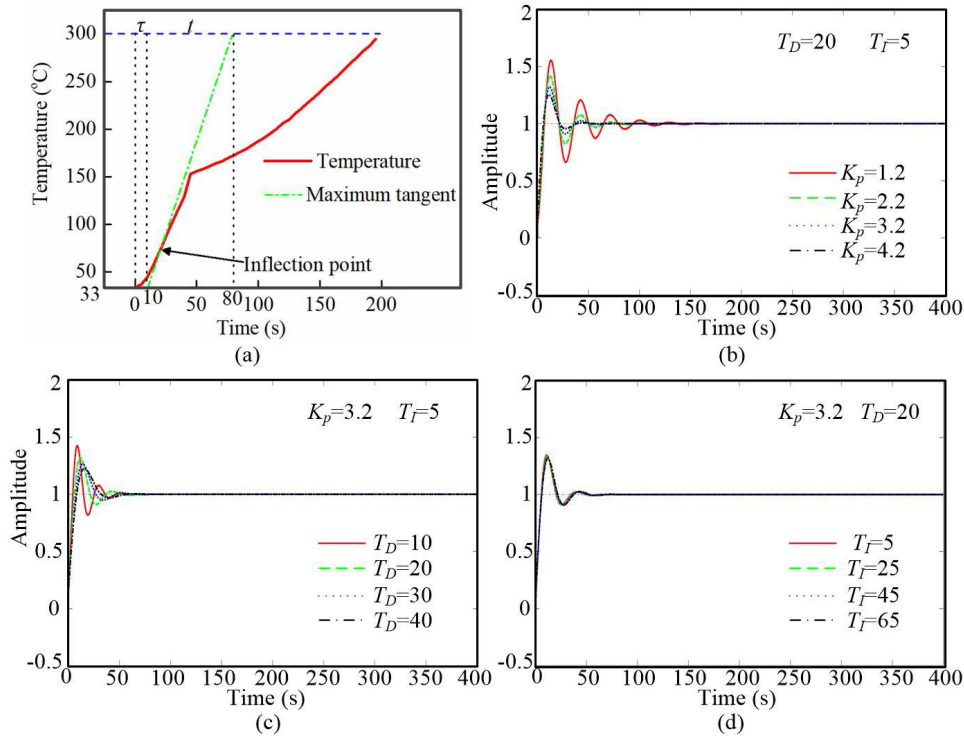 τ t
300
250
200
150
100
50
33
Temperature (°C)
Temperature
Maximum tangent
Inflection point
0 10 50 80 100 150 200
Time (s)
(a)
T_D=20 T_I=5
2
1.5
1
0.5
0
-0.5
Amplitude
K_p=1.2
K_p=2.2
K_p=3.2
K_p=4.2
0 50 100 150 200 250 300 350 400
Time (s)
(b)
K_p=3.2 T_I=5
2
1.5
1
0.5
0
-0.5
Amplitude
T_D=10
T_D=20
T_D=30
T_D=40
0 50 100 150 200 250 300 350 400
Time (s)
(c)
K_p=3.2 T_D=20
2
1.5
1
0.5
0
-0.5
Amplitude
T_I=5
T_I=25
T_I=45
T_I=65
0 50 100 150 200 250 300 350 400
Time (s)
(d)